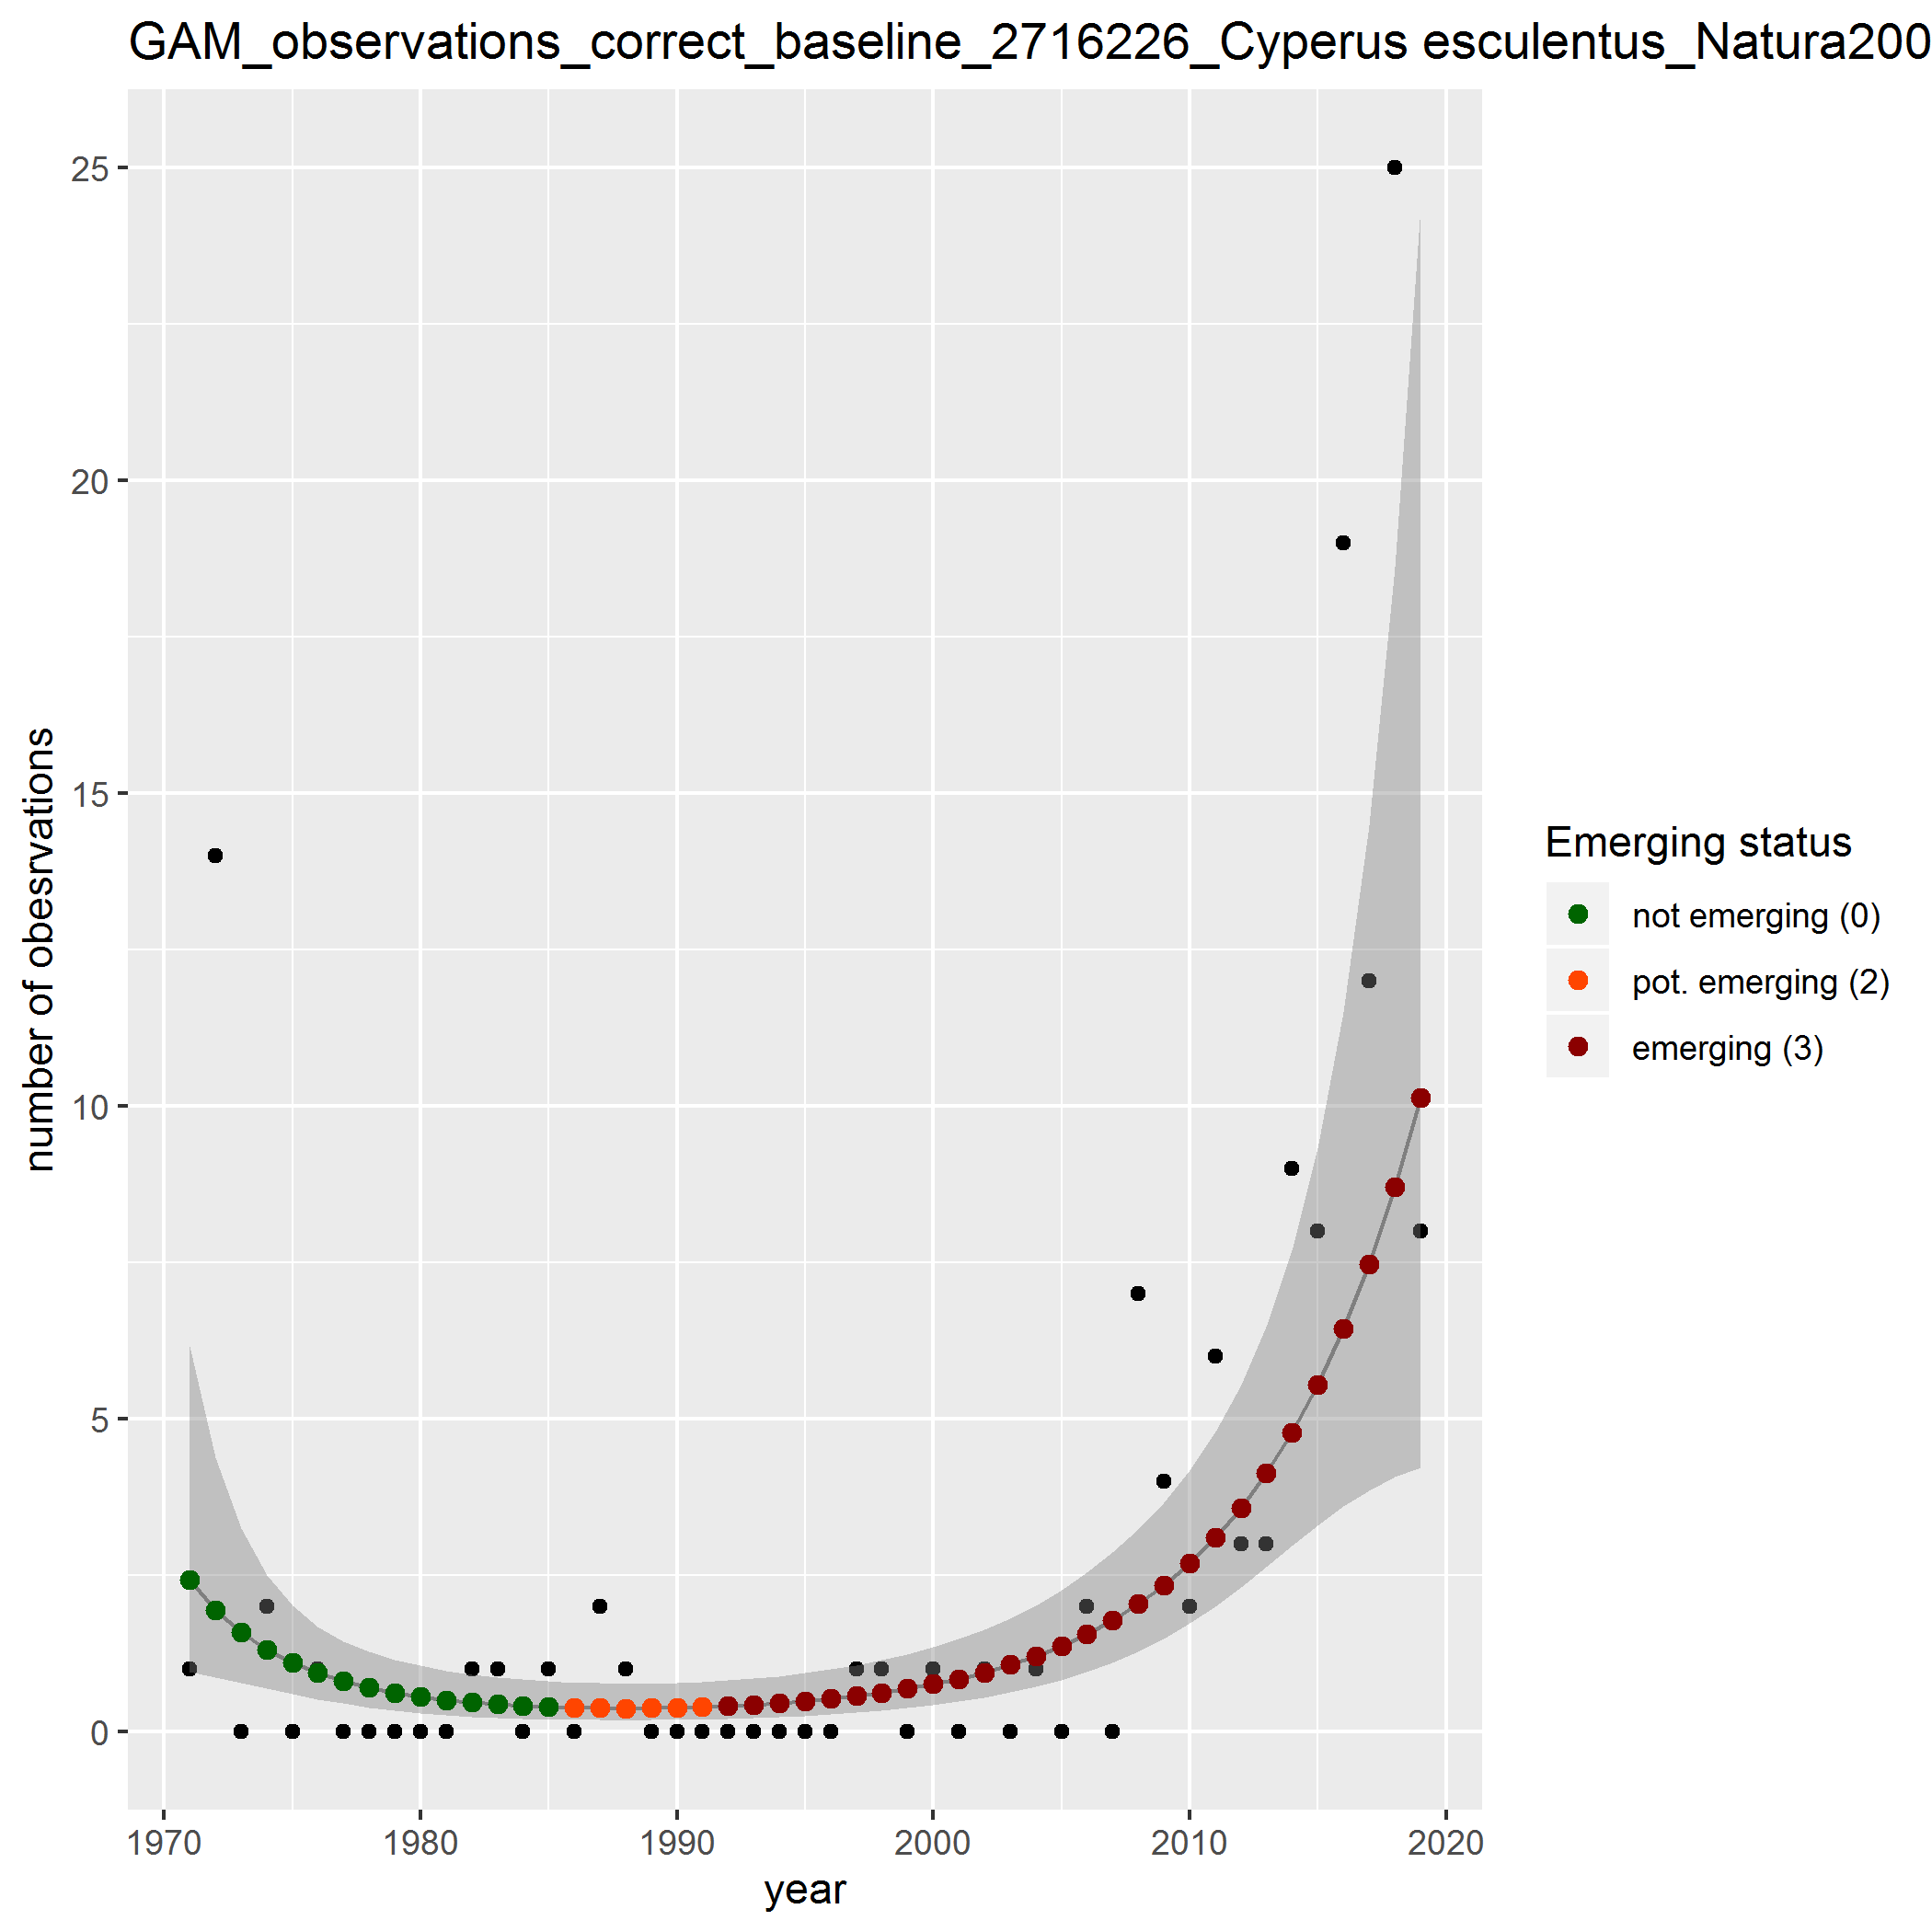 GAM_observations_correct_baseline_2716226_Cyperus esculentus_Natura200
25
20
15
10
5
0
number of obesrvations
1970 1980 1990 2000 2010 2020
year
Emerging status
not emerging (0)
pot. emerging (2)
emerging (3)